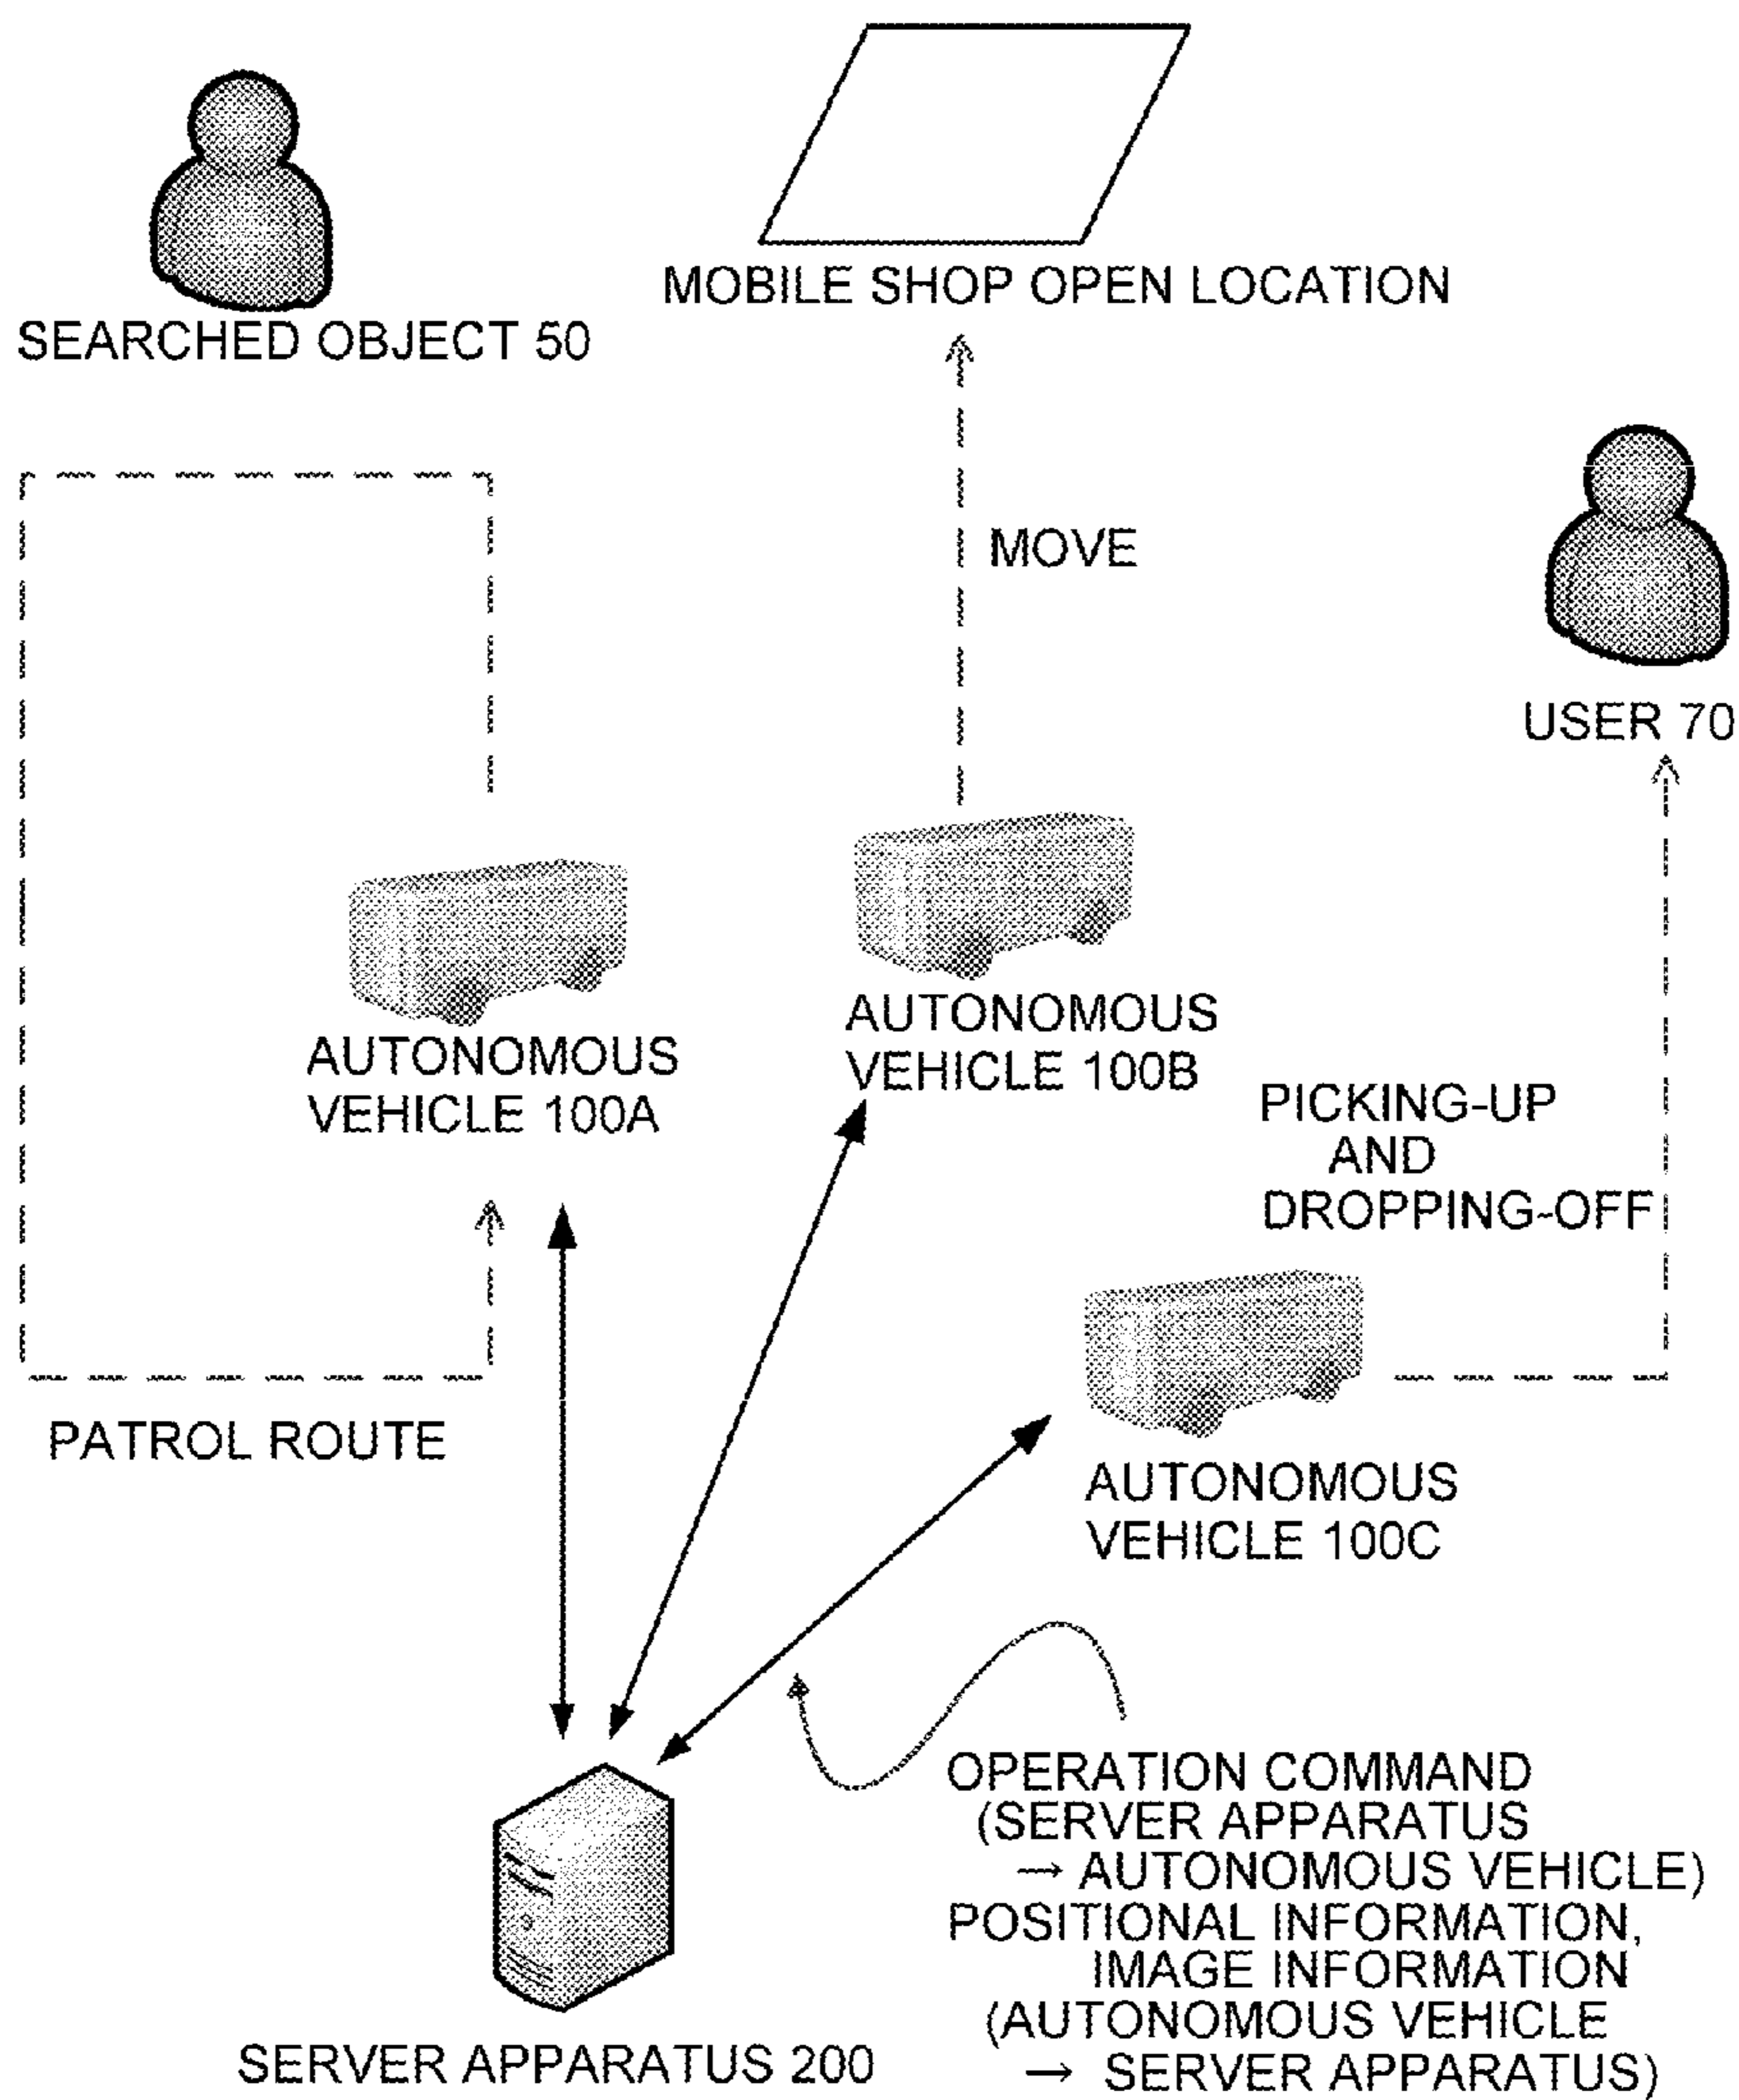 SEARCHED OBJECT 50
MOBILE SHOP OPEN LOCATION
MOVE
USER 70
AUTONOMOUS
VEHICLE 100A
AUTONOMOUS
VEHICLE 100B
PICKING-UP
AND
DROPPING-OFF
PATROL ROUTE
AUTONOMOUS
VEHICLE 100C
OPERATION COMMAND
(SERVER APPARATUS
→ AUTONOMOUS VEHICLE)
POSITIONAL INFORMATION,
IMAGE INFORMATION
(AUTONOMOUS VEHICLE
→ SERVER APPARATUS)
SERVER APPARATUS 200